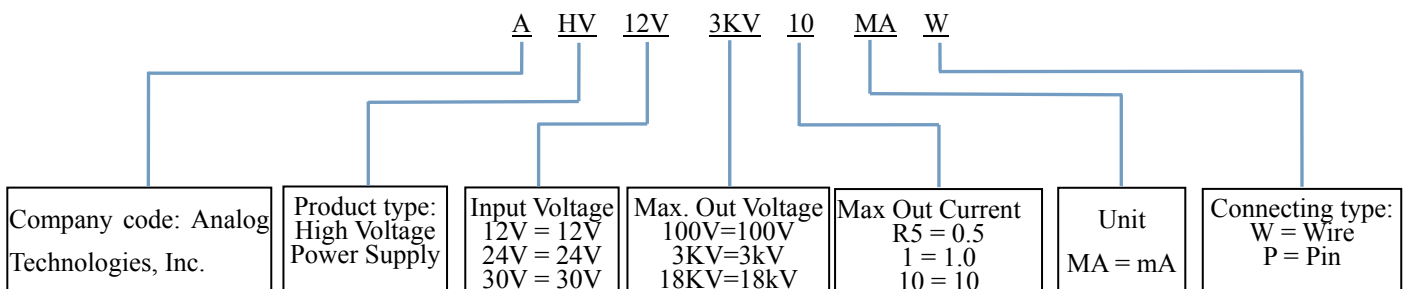 A HV 12V 3KV 10 MA W
Company code: Analog
Technologies, Inc.
Product type:
High Voltage
Power Supply
Input Voltage
12V = 12V
24V = 24V
30V = 30V
Max. Out Voltage
100V=100V
3KV=3kV
18KV=18kV
Max Out Current
R5 = 0.5
1 = 1.0
10 = 10
Unit
MA = mA
Connecting type:
W = Wire
P = Pin